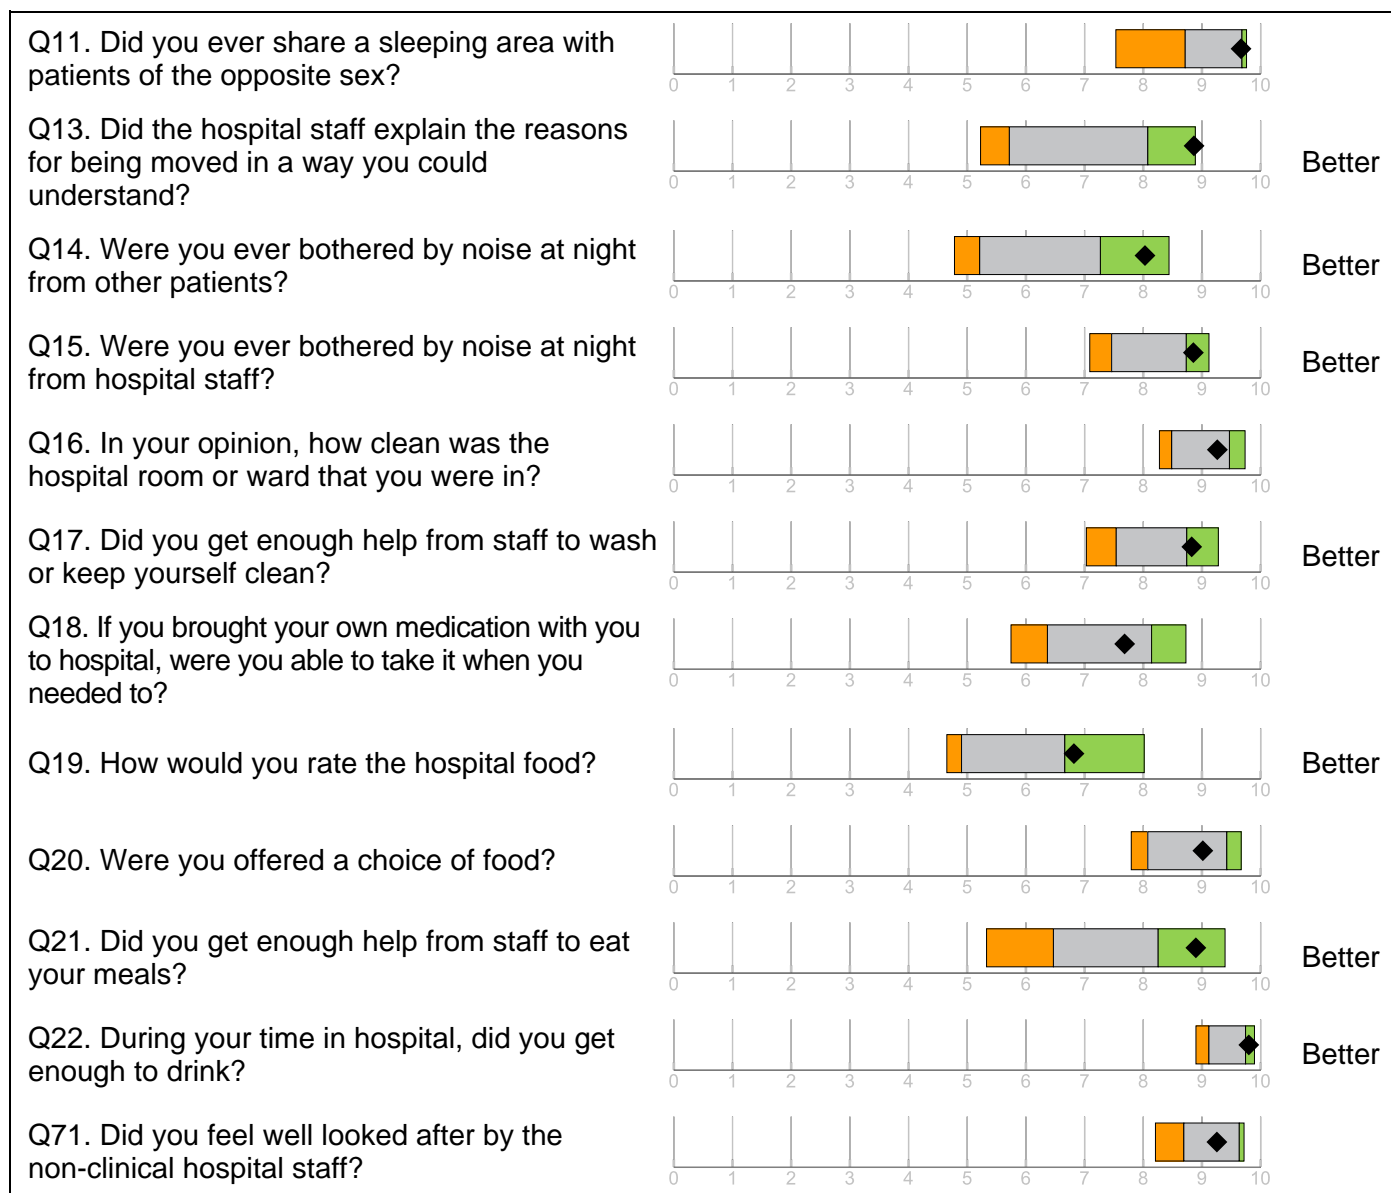 Q11. Did you ever share a sleeping area with
patients of the opposite sex?
0 1 2 3 4 5 6 7 8 9 10
Q13. Did the hospital staff explain the reasons
for being moved in a way you could
understand?
Better
0 1 2 3 4 5 6 7 8 9 10
Q14. Were you ever bothered by noise at night
from other patients?
Better
0 1 2 3 4 5 6 7 8 9 10
Q15. Were you ever bothered by noise at night
from hospital staff?
Better
0 1 2 3 4 5 6 7 8 9 10
Q16. In your opinion, how clean was the
hospital room or ward that you were in?
0 1 2 3 4 5 6 7 8 9 10
Q17. Did you get enough help from staff to wash
or keep yourself clean?
Better
0 1 2 3 4 5 6 7 8 9 10
Q18. If you brought your own medication with you
to hospital, were you able to take it when you
needed to?
0 1 2 3 4 5 6 7 8 9 10
Q19. How would you rate the hospital food?
Better
0 1 2 3 4 5 6 7 8 9 10
Q20. Were you offered a choice of food?
0 1 2 3 4 5 6 7 8 9 10
Q21. Did you get enough help from staff to eat
your meals?
Better
0 1 2 3 4 5 6 7 8 9 10
Q22. During your time in hospital, did you get
enough to drink?
Better
0 1 2 3 4 5 6 7 8 9 10
Q71. Did you feel well looked after by the
non-clinical hospital staff?
0 1 2 3 4 5 6 7 8 9 10